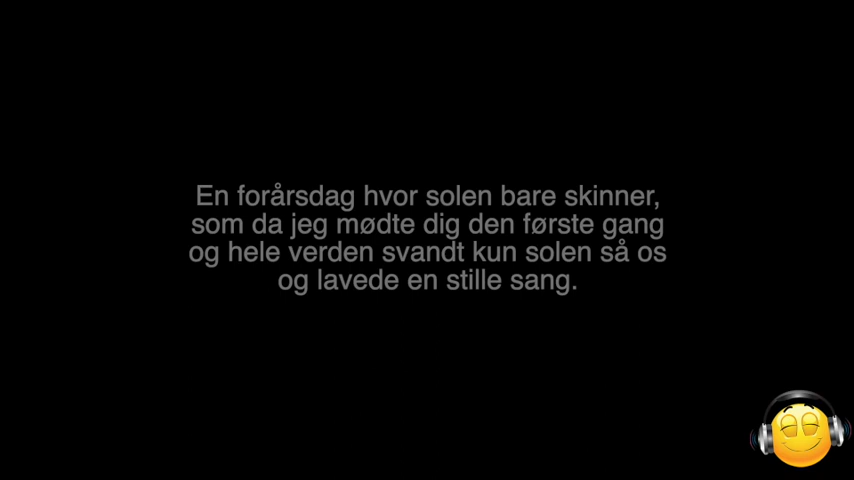 En forårsdag hvor solen bare skinner,
som da jeg mødte dig den første gang
og hele verden svandt kun solen så os
og lavede en stille sang.